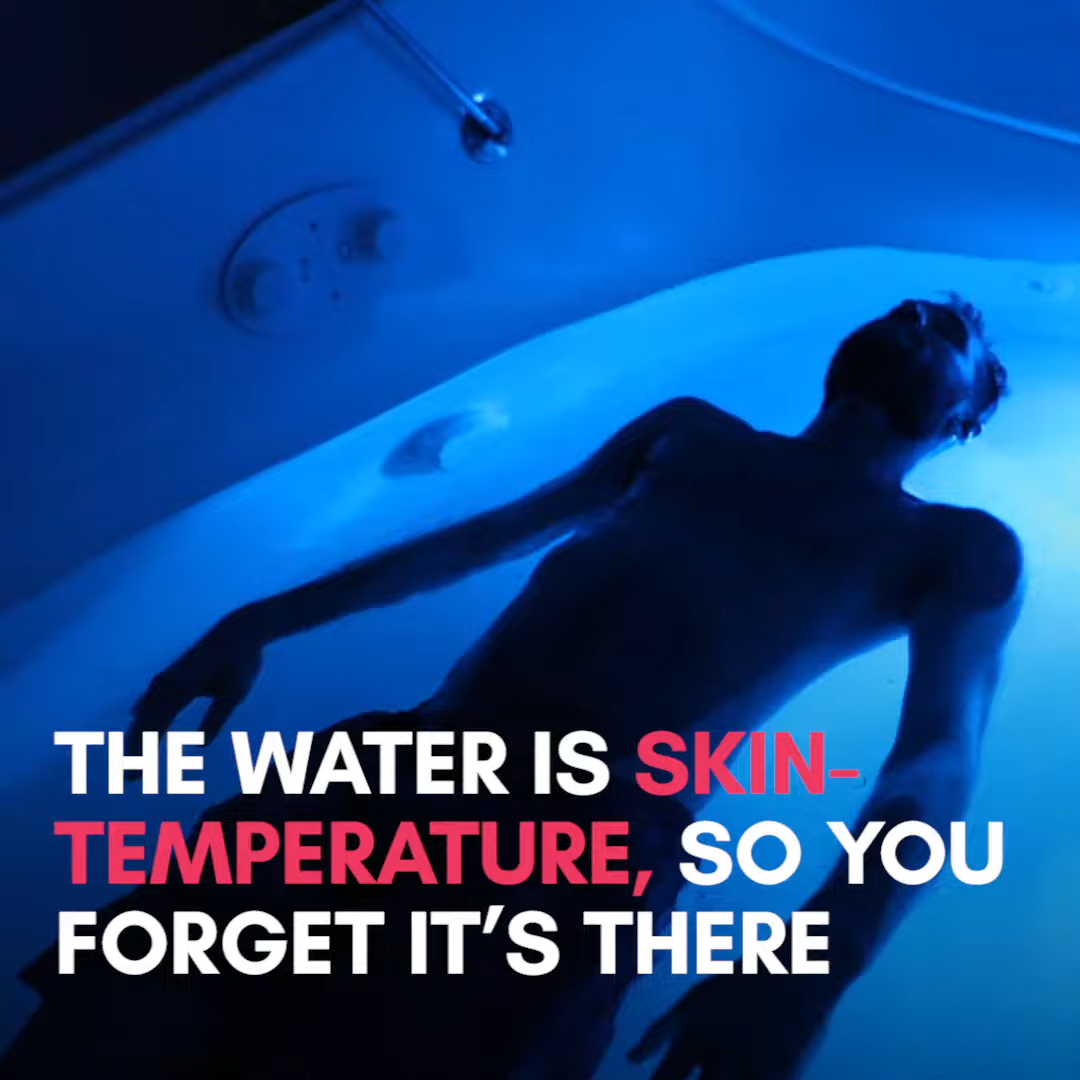 THE WATER IS SKIN-
TEMPERATURE, SO YOU
FORGET IT’S THERE